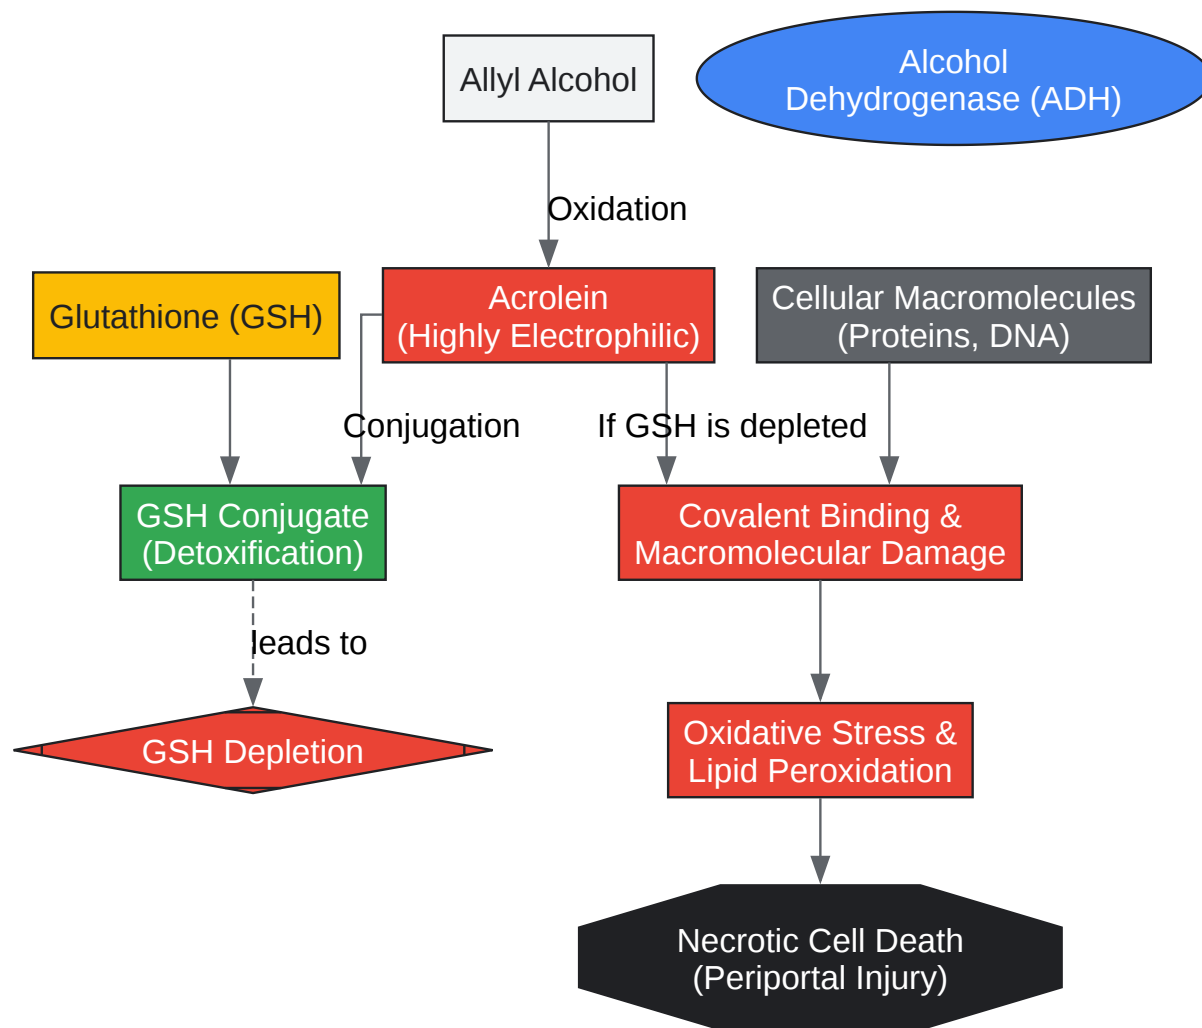 Allyl Alcohol
Alcohol
Dehydrogenase (ADH)
Oxidation
Glutathione (GSH)
Acrolein
(Highly Electrophilic)
Cellular Macromolecules
(Proteins, DNA)
Conjugation
If GSH is depleted
GSH Conjugate
(Detoxification)
Covalent Binding &
Macromolecular Damage
leads to
GSH Depletion
Oxidative Stress &
Lipid Peroxidation
Necrotic Cell Death
(Periportal Injury)